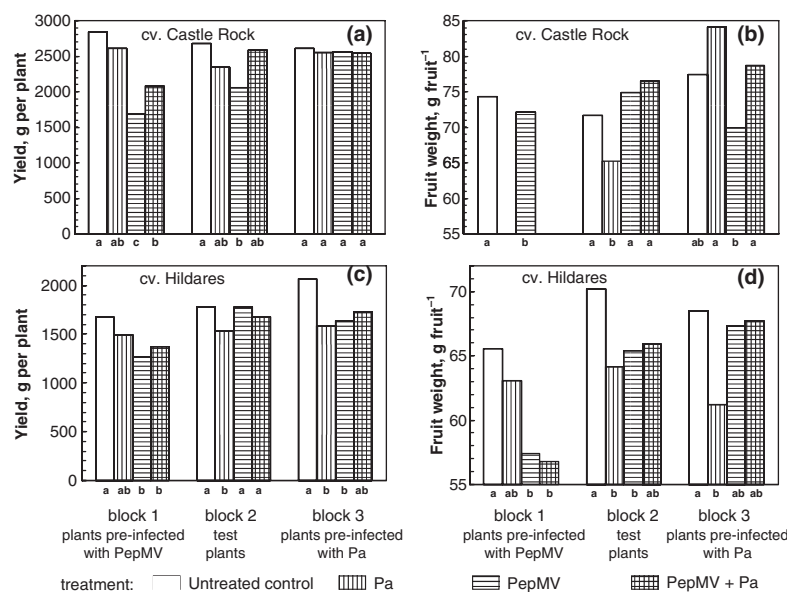 cv. Castle Rock (a)
Yield, g per plant
3000
2500
2000
1500
1000
500
0
a ab c b a ab b ab a a a a
cv. Castle Rock (b)
Fruit weight, g fruit⁻¹
85
80
75
70
65
60
55
a b a b a a ab a b a
cv. Hildares (c)
Yield, g per plant
2000
1500
1000
500
0
a ab b b a b a a a b b ab
cv. Hildares (d)
Fruit weight, g fruit⁻¹
70
65
60
55
a ab b b a b b ab a b ab ab
block 1 block 2 block 3
plants pre-infected test plants pre-infected
with PepMV plants with Pa
block 1 block 2 block 3
plants pre-infected test plants pre-infected
with PepMV plants with Pa
treatment: Untreated control Pa PepMV PepMV + Pa